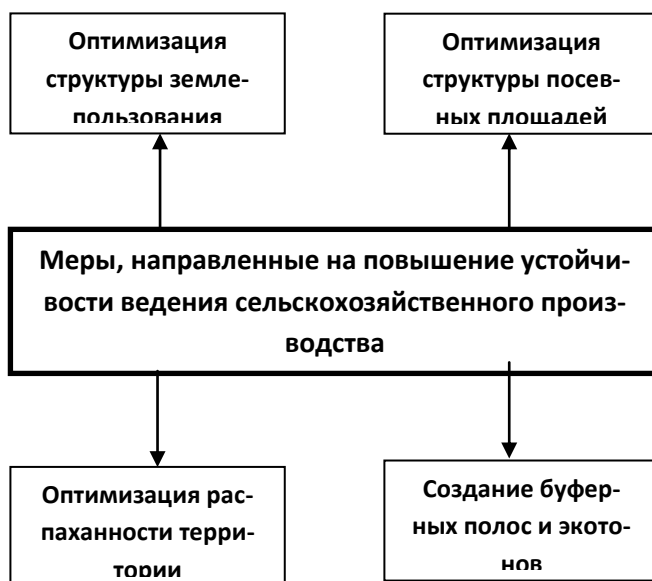 Оптимизация
структуры земле-
пользования
Оптимизация
структуры посев-
ных площадей
Меры, направленные на повышение устойчи-
вости ведения сельскохозяйственного произ-
водства
Оптимизация рас-
паханности терри-
тории
Создание буфер-
ных полос и экото-
нов